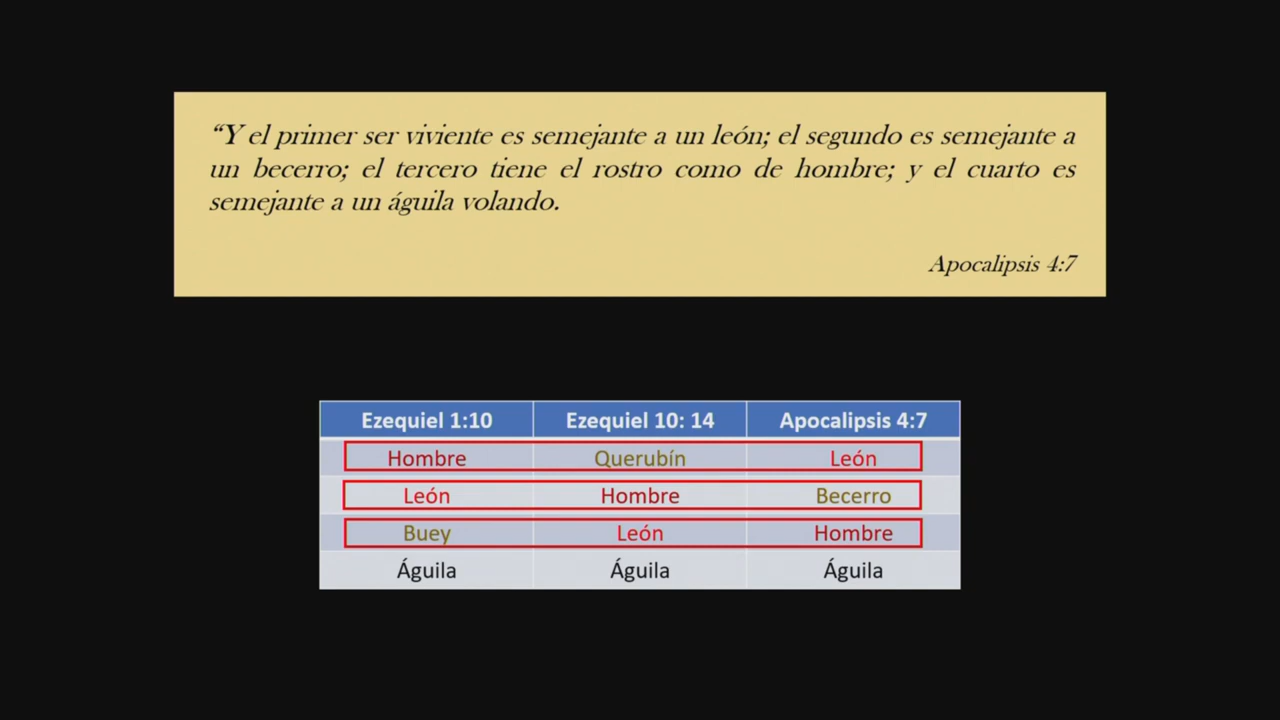 “Y el primer ser viviente es semejante a un león; el segundo es semejante a
un becerro; el tercero tiene el rostro como de hombre; y el cuarto es
semejante a un águila volando.
Apocalipsis 4:7
Ezequiel 1:10 Ezequiel 10: 14 Apocalipsis 4:7
Hombre Querubín León
León Hombre Becerro
Buey León Hombre
Águila Águila Águila